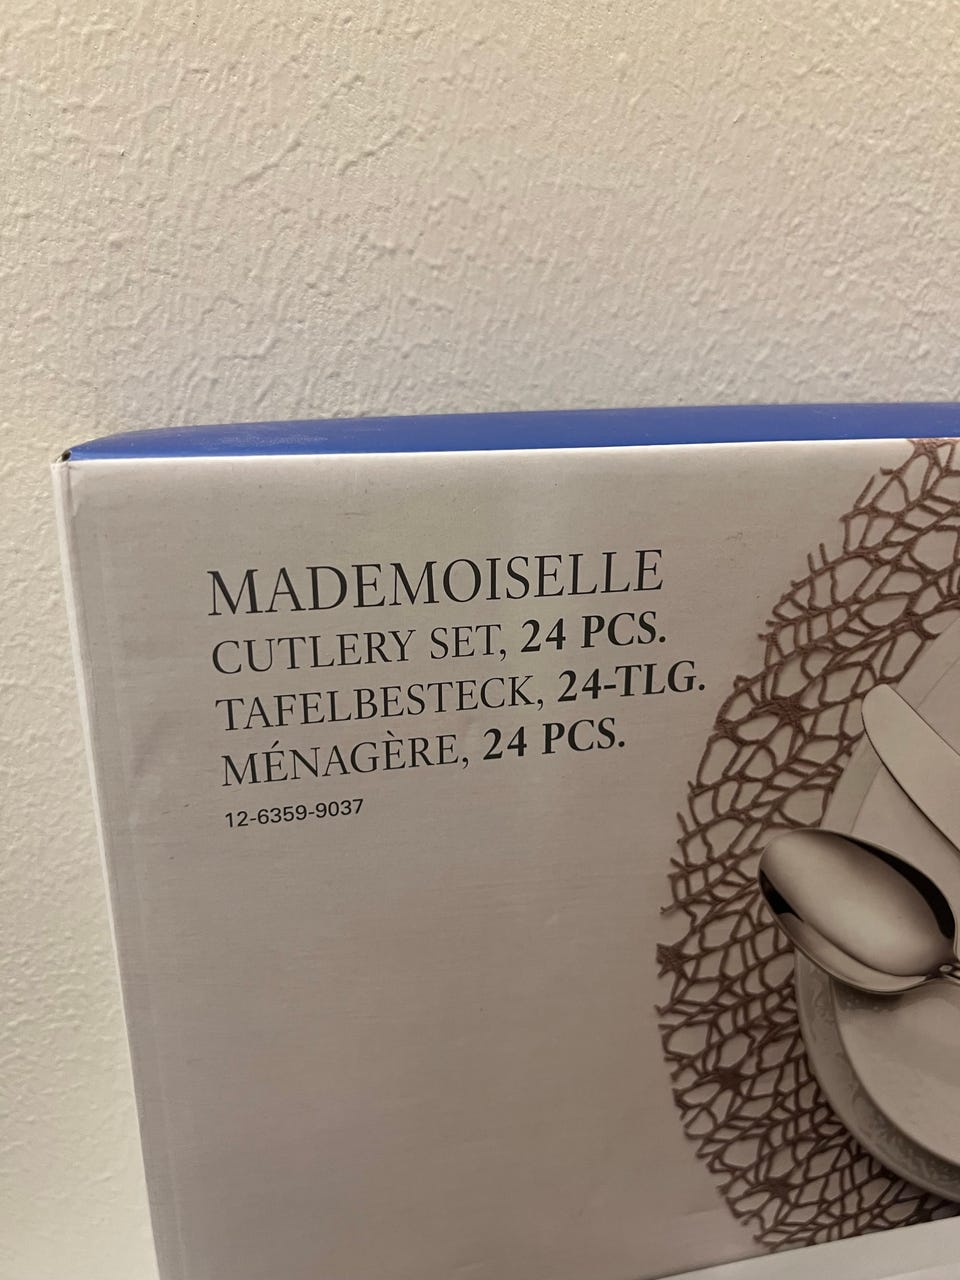 MADEMOISELLE
CUTLERY SET, 24 PCS.
TAFELBESTECK, 24-TLG.
MÉNAGÈRE, 24 PCS.
12-6359-9037